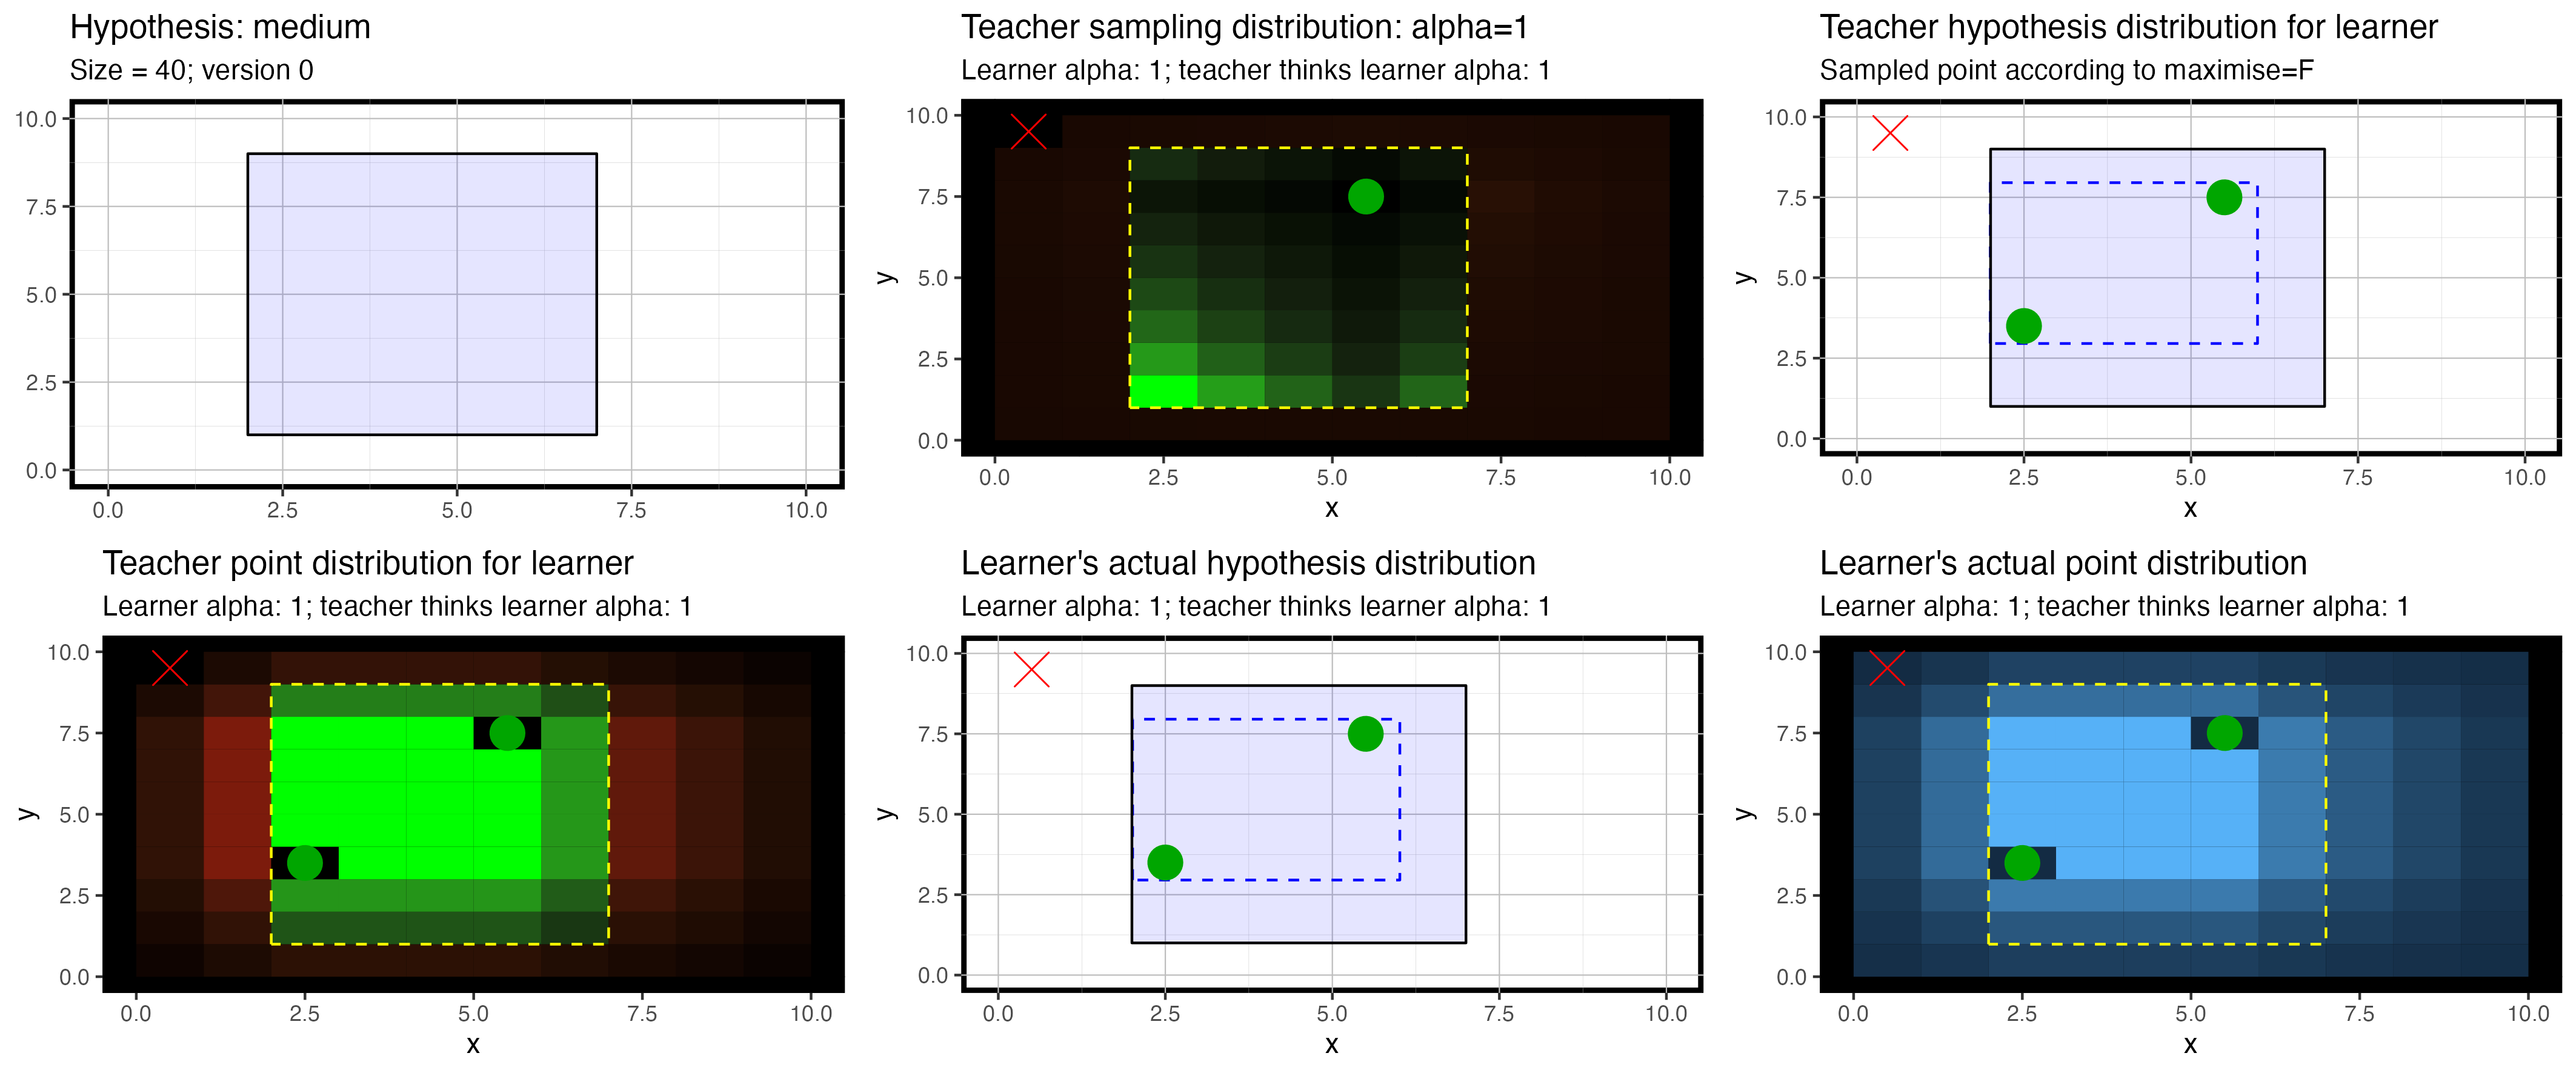 Hypothesis: medium
Size = 40; version 0
10.0
7.5
5.0
2.5
0.0
0.0 2.5 5.0 7.5 10.0
Teacher sampling distribution: alpha=1
Learner alpha: 1; teacher thinks learner alpha: 1
y
10.0
7.5
5.0
2.5
0.0
0.0 2.5 5.0 7.5 10.0
x
Teacher hypothesis distribution for learner
Sampled point according to maximise=F
y
10.0
7.5
5.0
2.5
0.0
0.0 2.5 5.0 7.5 10.0
x
Teacher point distribution for learner
Learner alpha: 1; teacher thinks learner alpha: 1
y
10.0
7.5
5.0
2.5
0.0
0.0 2.5 5.0 7.5 10.0
x
Learner's actual hypothesis distribution
Learner alpha: 1; teacher thinks learner alpha: 1
y
10.0
7.5
5.0
2.5
0.0
0.0 2.5 5.0 7.5 10.0
x
Learner's actual point distribution
Learner alpha: 1; teacher thinks learner alpha: 1
y
10.0
7.5
5.0
2.5
0.0
0.0 2.5 5.0 7.5 10.0
x